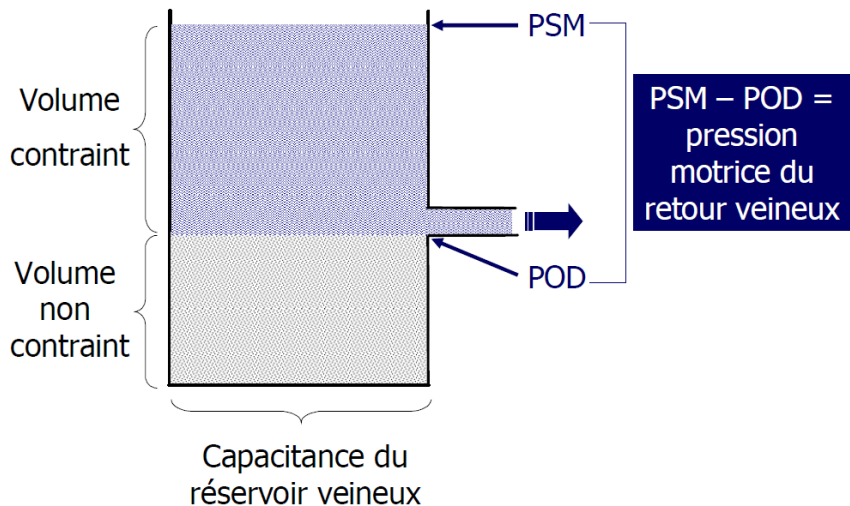 PSM
Volume
contraint
PSM – POD =
pression
motrice du
retour veineux
Volume
non
contraint
POD
Capacitance du
réservoir veineux